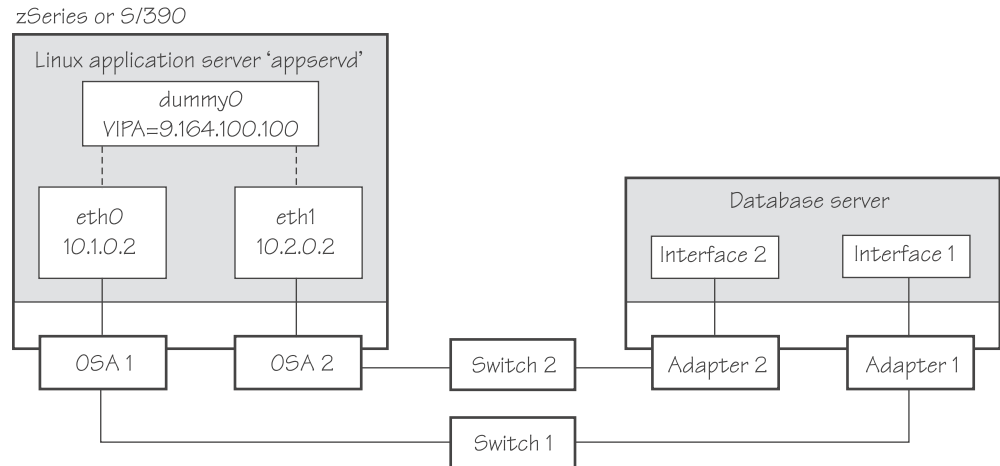 zSeries or S/390
Linux application server 'appservd'
dummy0
VIPA=9.164.100.100
eth0
10.1.0.2
eth1
10.2.0.2
Database server
Interface 2
Interface 1
OSA 1
OSA 2
Switch 2
Adapter 2
Adapter 1
Switch 1